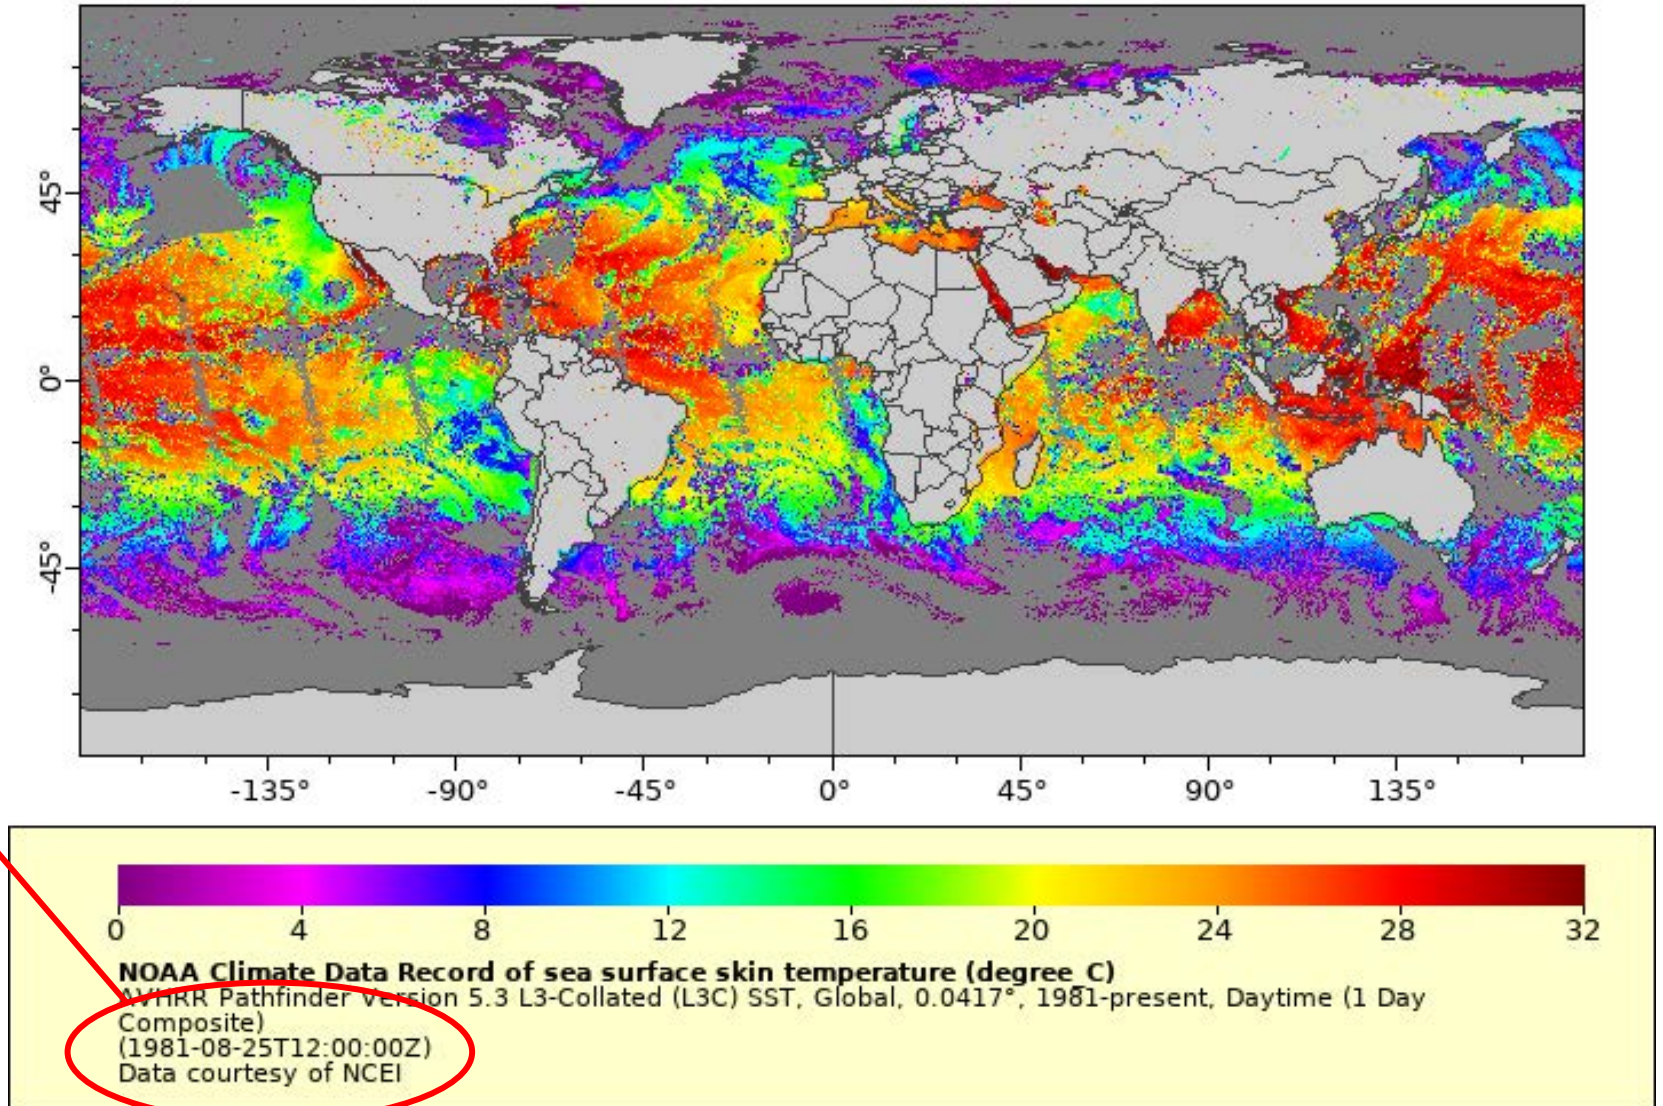 45°
0°
-45°
-135° -90° -45° 0° 45° 90° 135°
0 4 8 12 16 20 24 28 32
NOAA Climate Data Record of sea surface skin temperature (degree_C)
AVHRR Pathfinder Version 5.3 L3-Collated (L3C) SST, Global, 0.0417°, 1981-present, Daytime (1 Day
Composite)
(1981-08-25T12:00:00Z)
Data courtesy of NCEI